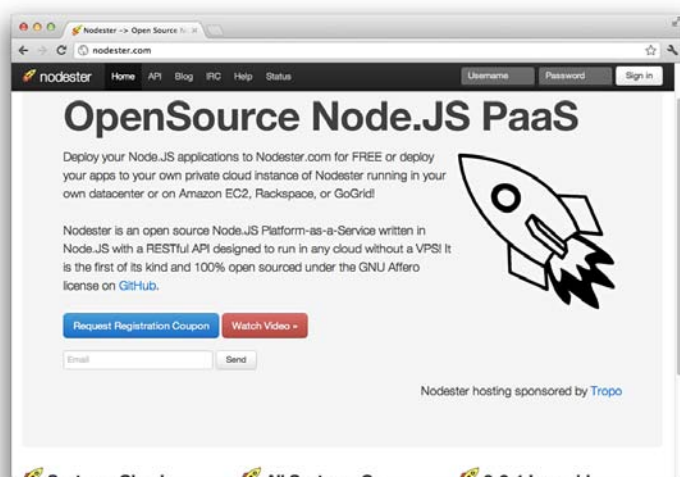 Nodester -> Open Source N
nodester.com
nodester Home API Blog IRC Help Status Username Password Sign in
OpenSource Node.JS PaaS
Deploy your Node.JS applications to Nodester.com for FREE or deploy
your apps to your own private cloud instance of Nodester running in your
own datacenter or on Amazon EC2, Rackspace, or GoGrid!
Nodester is an open source Node.JS Platform-as-a-Service written in
Node.JS with a RESTful API designed to run in any cloud without a VPS! It
is the first of its kind and 100% open sourced under the GNU Affero
license on GitHub.
Request Registration Coupon Watch Video »
Email Send
Nodester hosting sponsored by Tropo